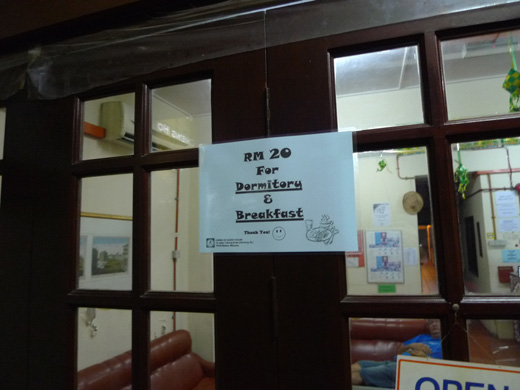 RM 20
For
Dormitory
&
Breakfast
Thank You!
OPEN